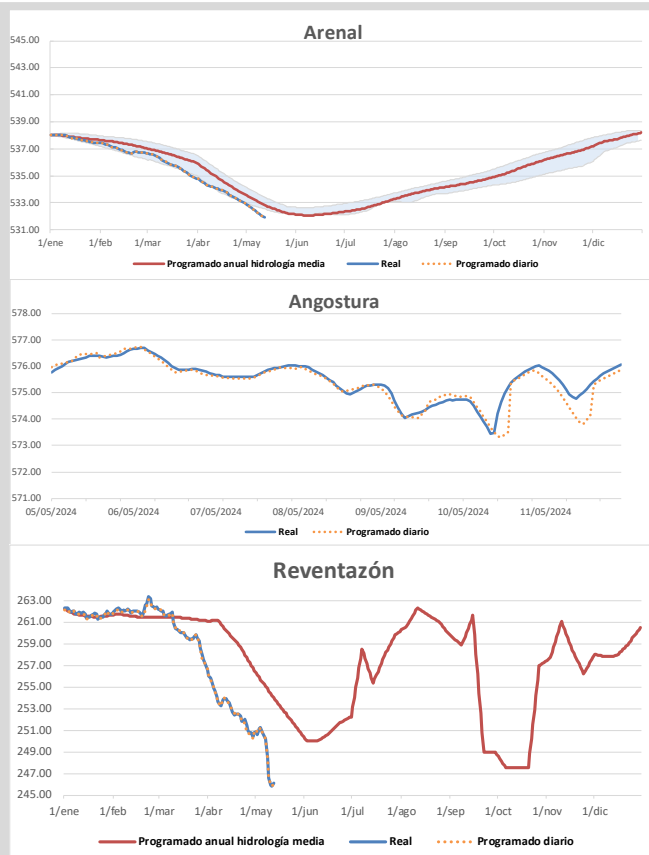 Arenal
545.00
543.00
541.00
539.00
537.00
535.00
533.00
531.00
1/ene 1/feb 1/mar 1/abr 1/may 1/jun 1/jul 1/ago 1/sep 1/oct 1/nov 1/dic
Programado anual hidrología media Real Programado diario
Angostura
578.00
577.00
576.00
575.00
574.00
573.00
572.00
571.00
05/05/2024 06/05/2024 07/05/2024 08/05/2024 09/05/2024 10/05/2024 11/05/2024
Real Programado diario
Reventazón
263.00
261.00
259.00
257.00
255.00
253.00
251.00
249.00
247.00
245.00
1/ene 1/feb 1/mar 1/abr 1/may 1/jun 1/jul 1/ago 1/sep 1/oct 1/nov 1/dic
Programado anual hidrología media Real Programado diario